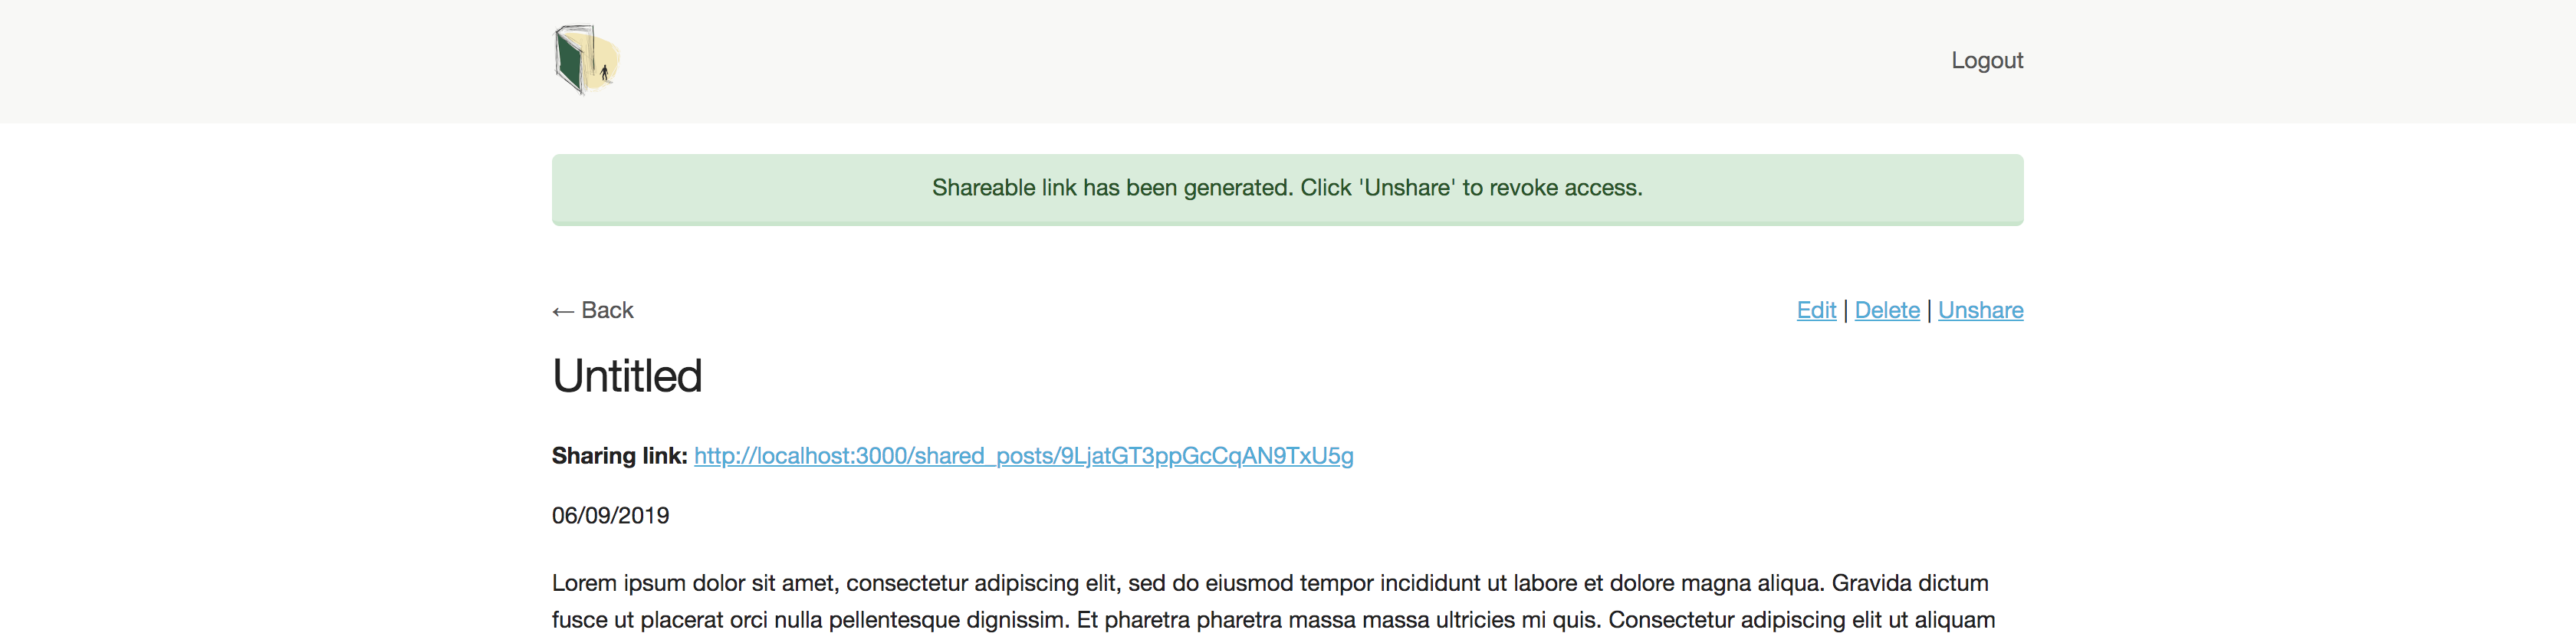 Logout
Shareable link has been generated. Click 'Unshare' to revoke access.
← Back
Edit | Delete | Unshare
Untitled
Sharing link: http://localhost:3000/shared_posts/9LjatGT3ppGcCqAN9TxU5g
06/09/2019
Lorem ipsum dolor sit amet, consectetur adipiscing elit, sed do eiusmod tempor incididunt ut labore et dolore magna aliqua. Gravida dictum
fusce ut placerat orci nulla pellentesque dignissim. Et pharetra pharetra massa massa ultricies mi quis. Consectetur adipiscing elit ut aliquam